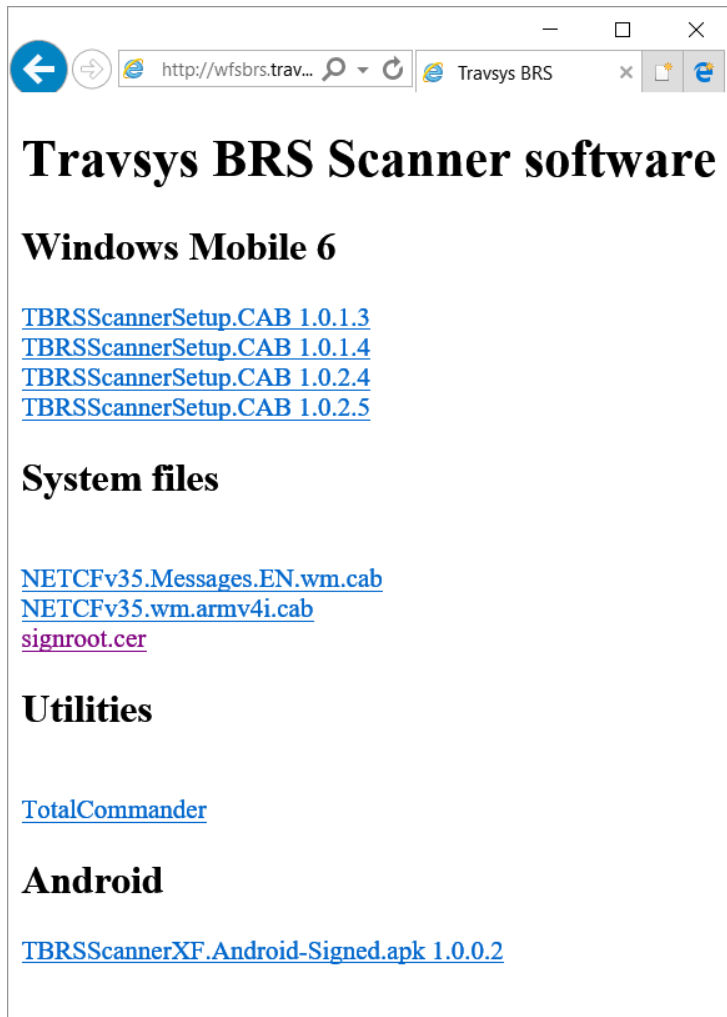 http://wfsbrs.trav...
Travsys BRS
Travsys BRS Scanner software
Windows Mobile 6
TBRSScannerSetup.CAB 1.0.1.3
TBRSScannerSetup.CAB 1.0.1.4
TBRSScannerSetup.CAB 1.0.2.4
TBRSScannerSetup.CAB 1.0.2.5
System files
NETCFv35.Messages.EN.wm.cab
NETCFv35.wm.armv4i.cab
signroot.cer
Utilities
TotalCommander
Android
TBRSScannerXF.Android-Signed.apk 1.0.0.2